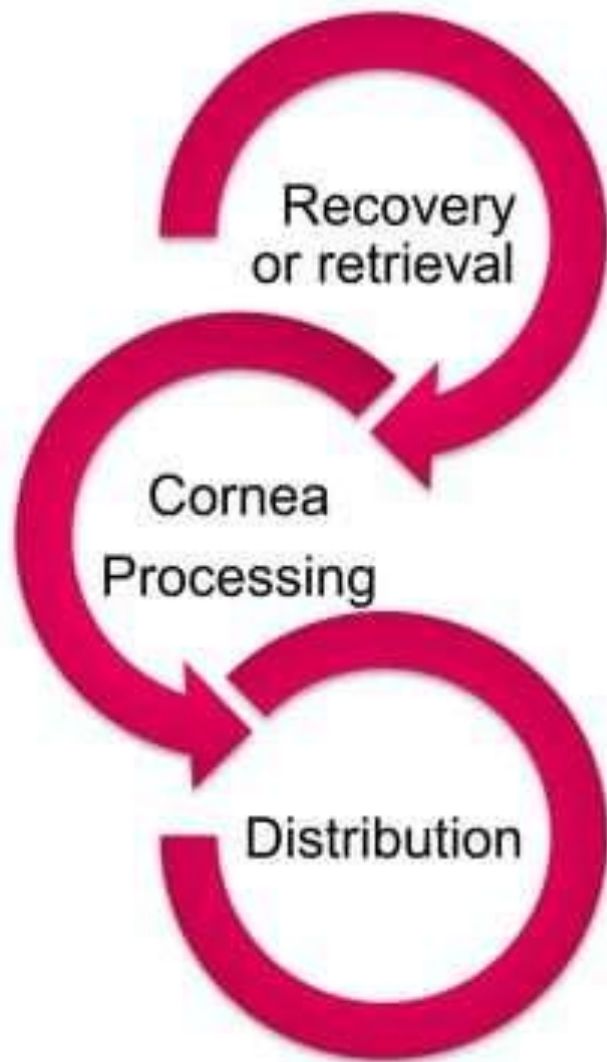 Recovery
or retrieval
Cornea
Processing
Distribution